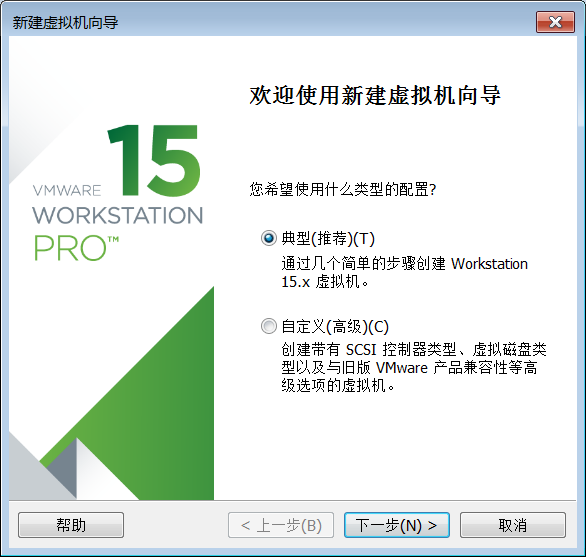 新建虚拟机向导
VMWARE 15
WORKSTATION
PRO™
欢迎使用新建虚拟机向导
您希望使用什么类型的配置?
典型(推荐)(T)
通过几个简单的步骤创建 Workstation
15.x 虚拟机。
自定义(高级)(C)
创建带有 SCSI 控制器类型、虚拟磁盘类
型以及与旧版 VMware 产品兼容性等高
级选项的虚拟机。
帮助
< 上一步(B)
下一步(N) >
取消